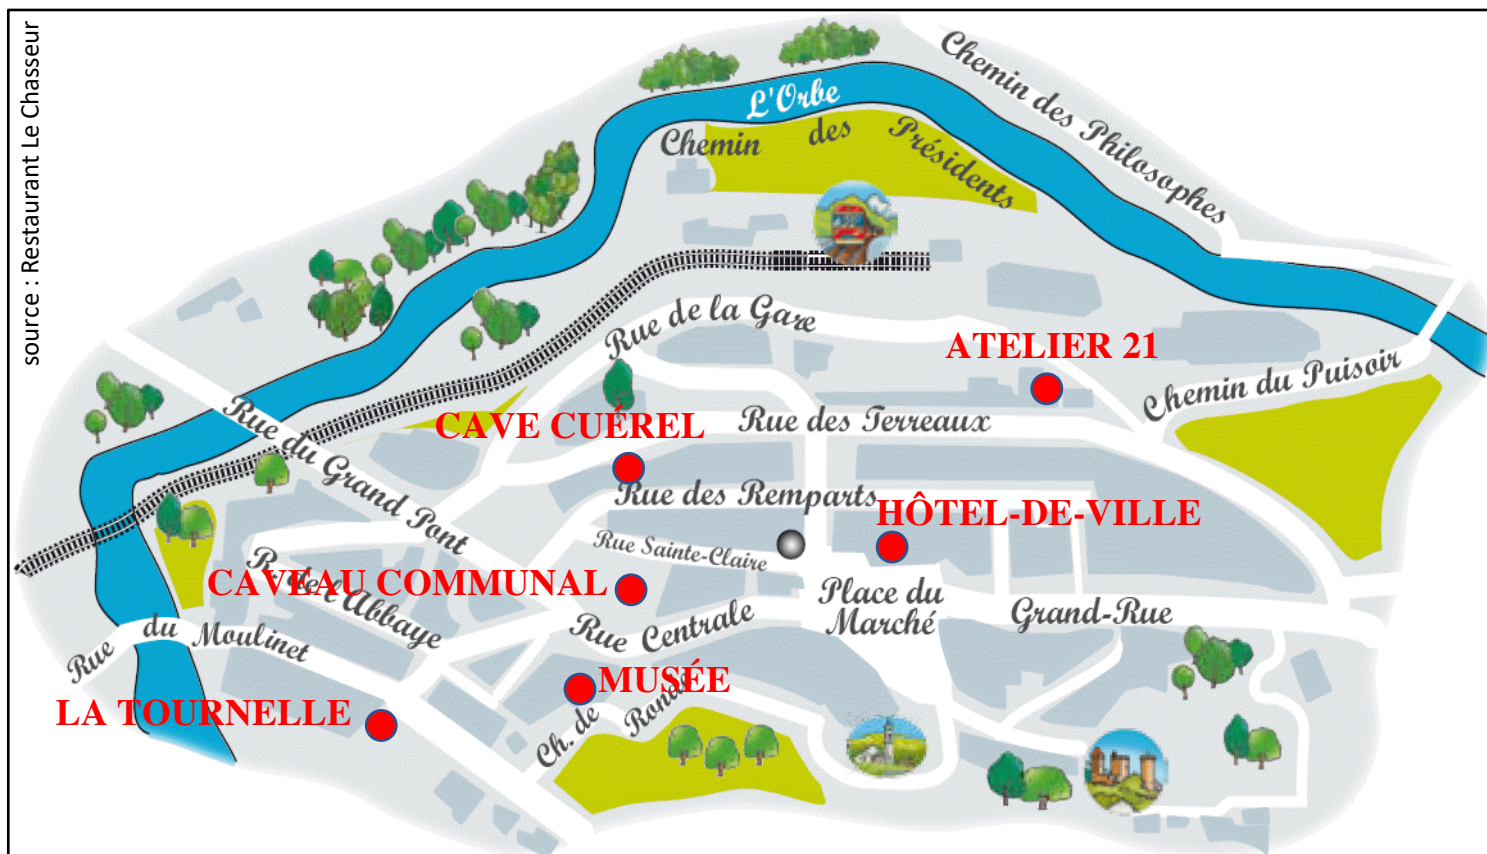 source : Restaurant Le Chasseur
L'Orbe
Chemin des Philosophes
Chemin des Présidents
Rue de la Gare
ATELIER 21
Chemin du Puisoir
Rue du Grand Pont
CAVE CUÉREL
Rue des Terreaux
Rue des Remparts
HÔTEL-DE-VILLE
Rue Sainte-Claire
R. de l'Abbaye
CAVEAU COMMUNAL
Place du
Marché
Grand-Rue
Rue Centrale
Rue du Moulinet
MUSÉE
Ch. de Ronde
LA TOURNELLE